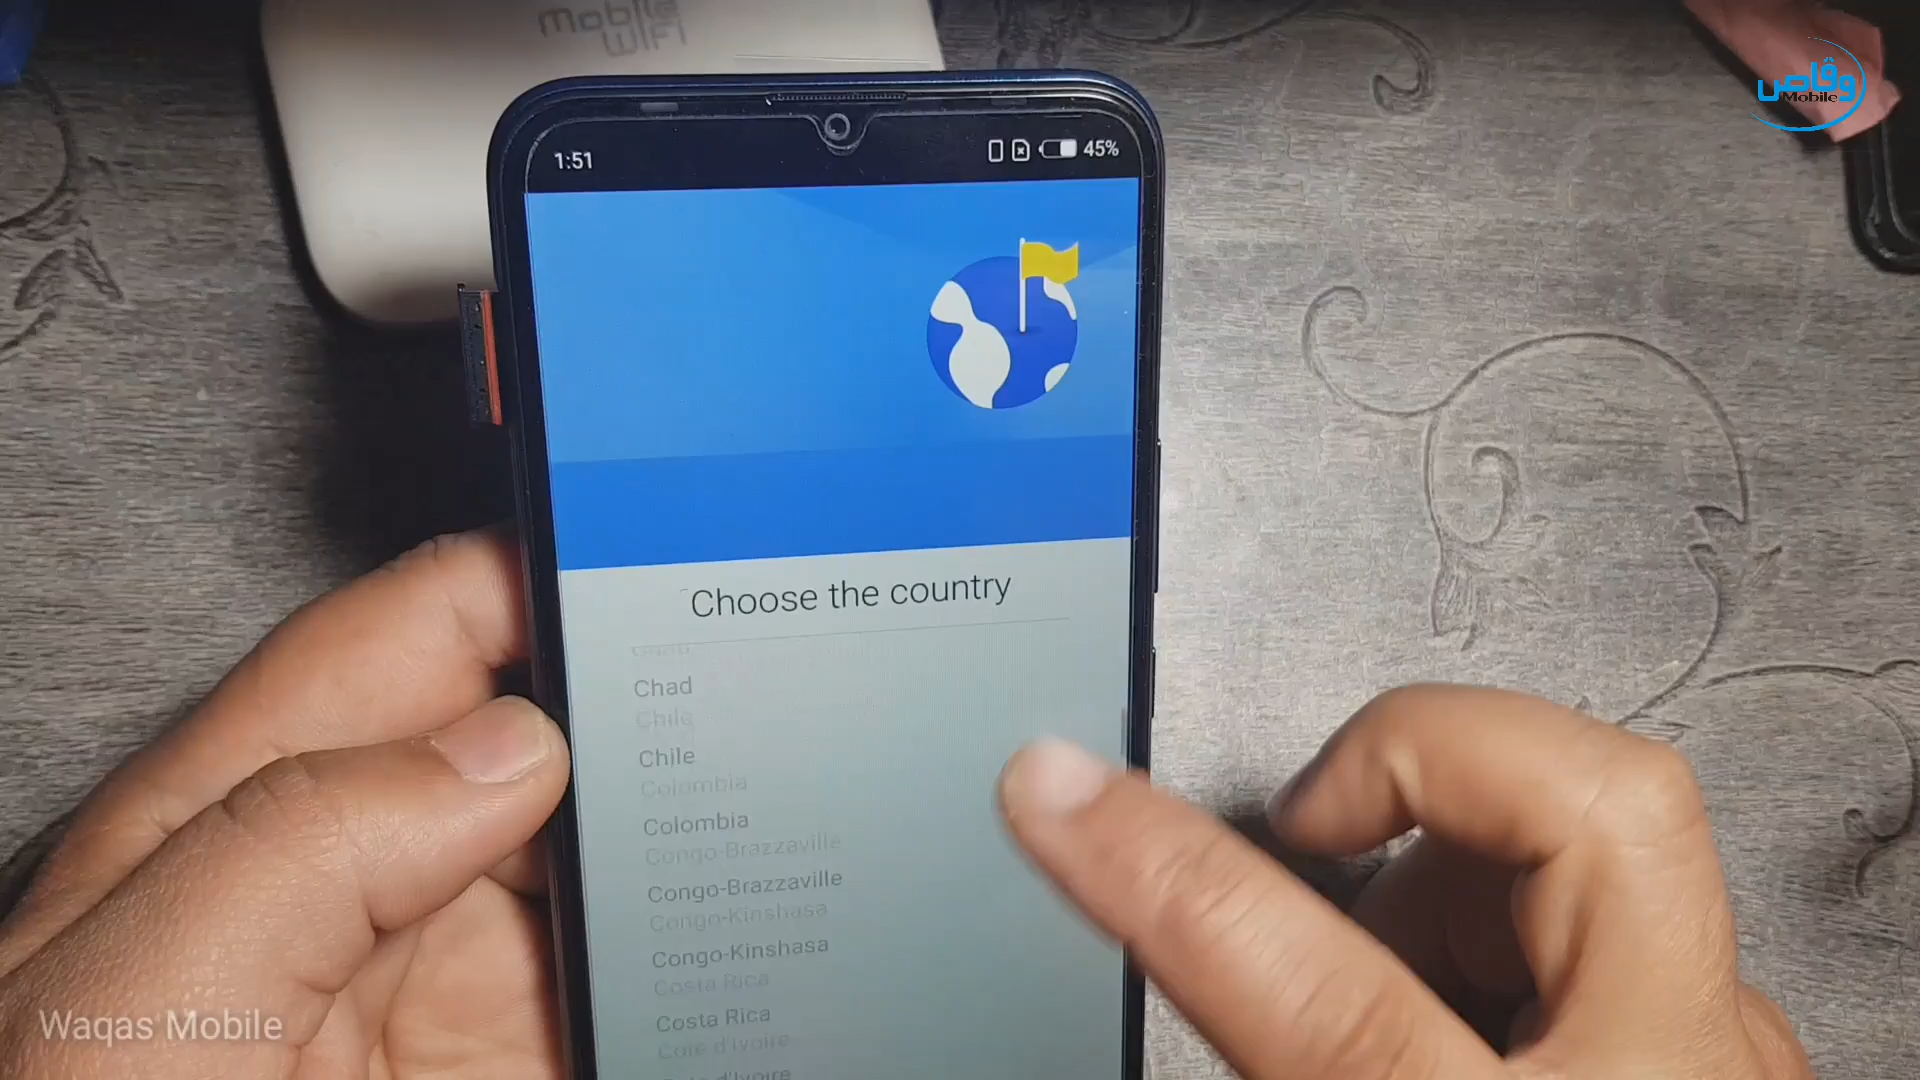 Mobile
WiFi
وقاص
Mobile
1:51
45%
Choose the country
Chad
Chile
Chile
Colombia
Colombia
Congo-Brazzaville
Congo-Brazzaville
Congo-Kinshasa
Congo-Kinshasa
Costa Rica
Costa Rica
Cote d'Ivoire
Waqas Mobile